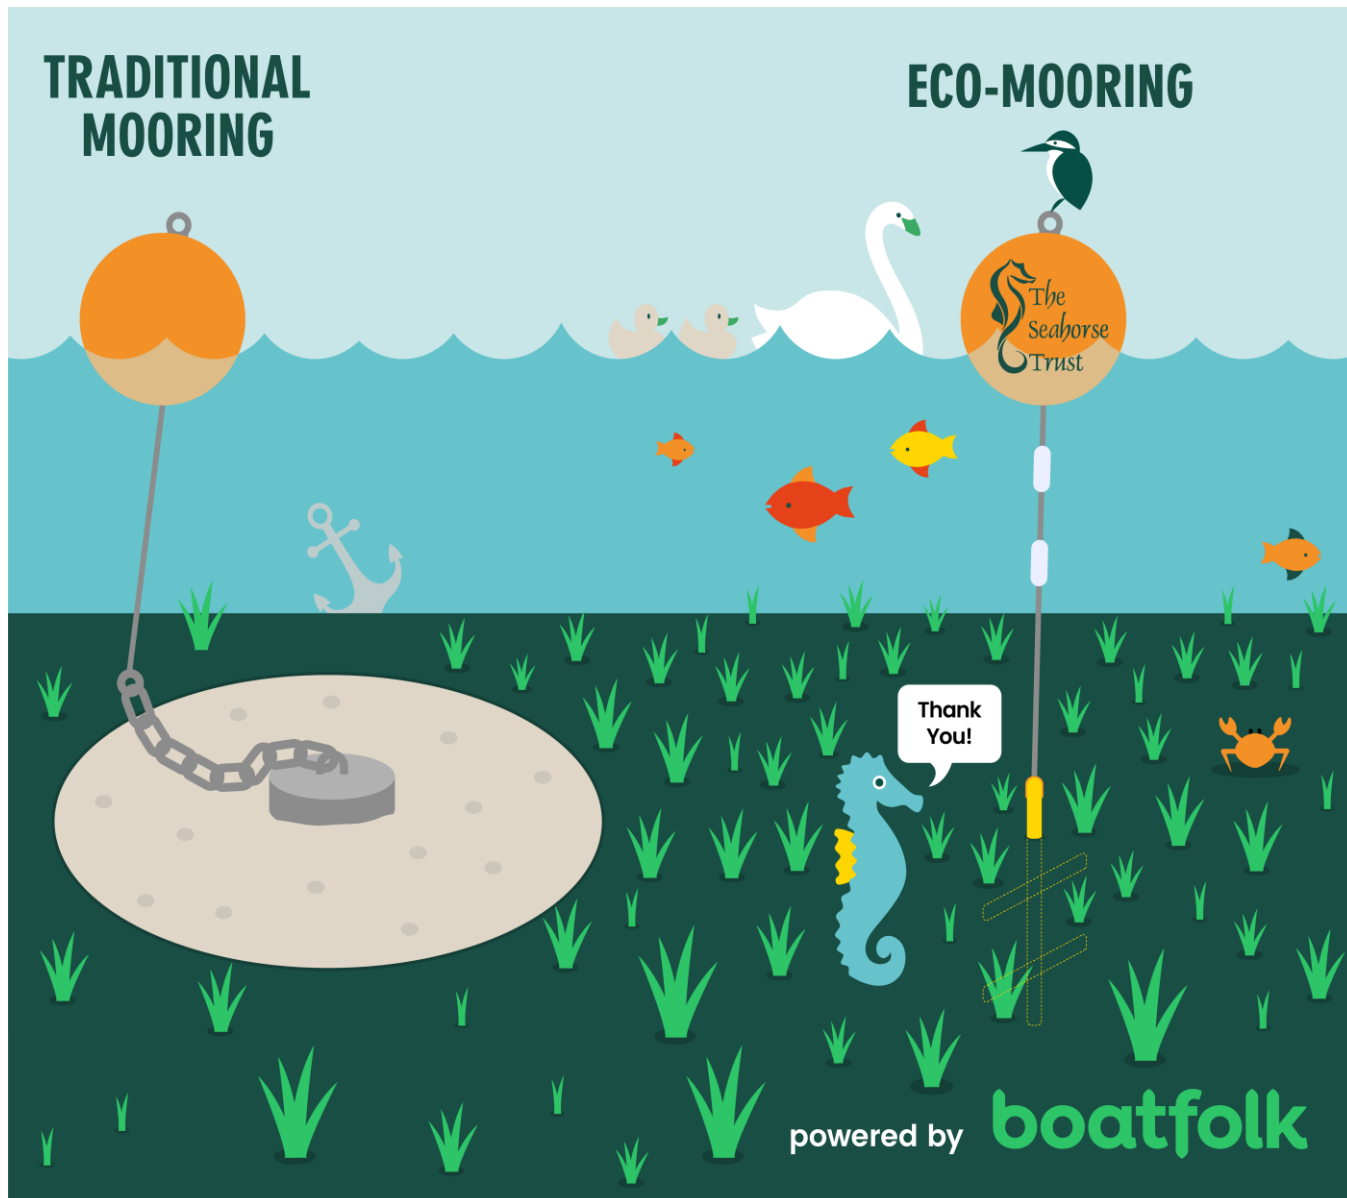 TRADITIONAL
MOORING
ECO-MOORING
The
Seahorse
Trust
Thank
You!
powered by boatfolk